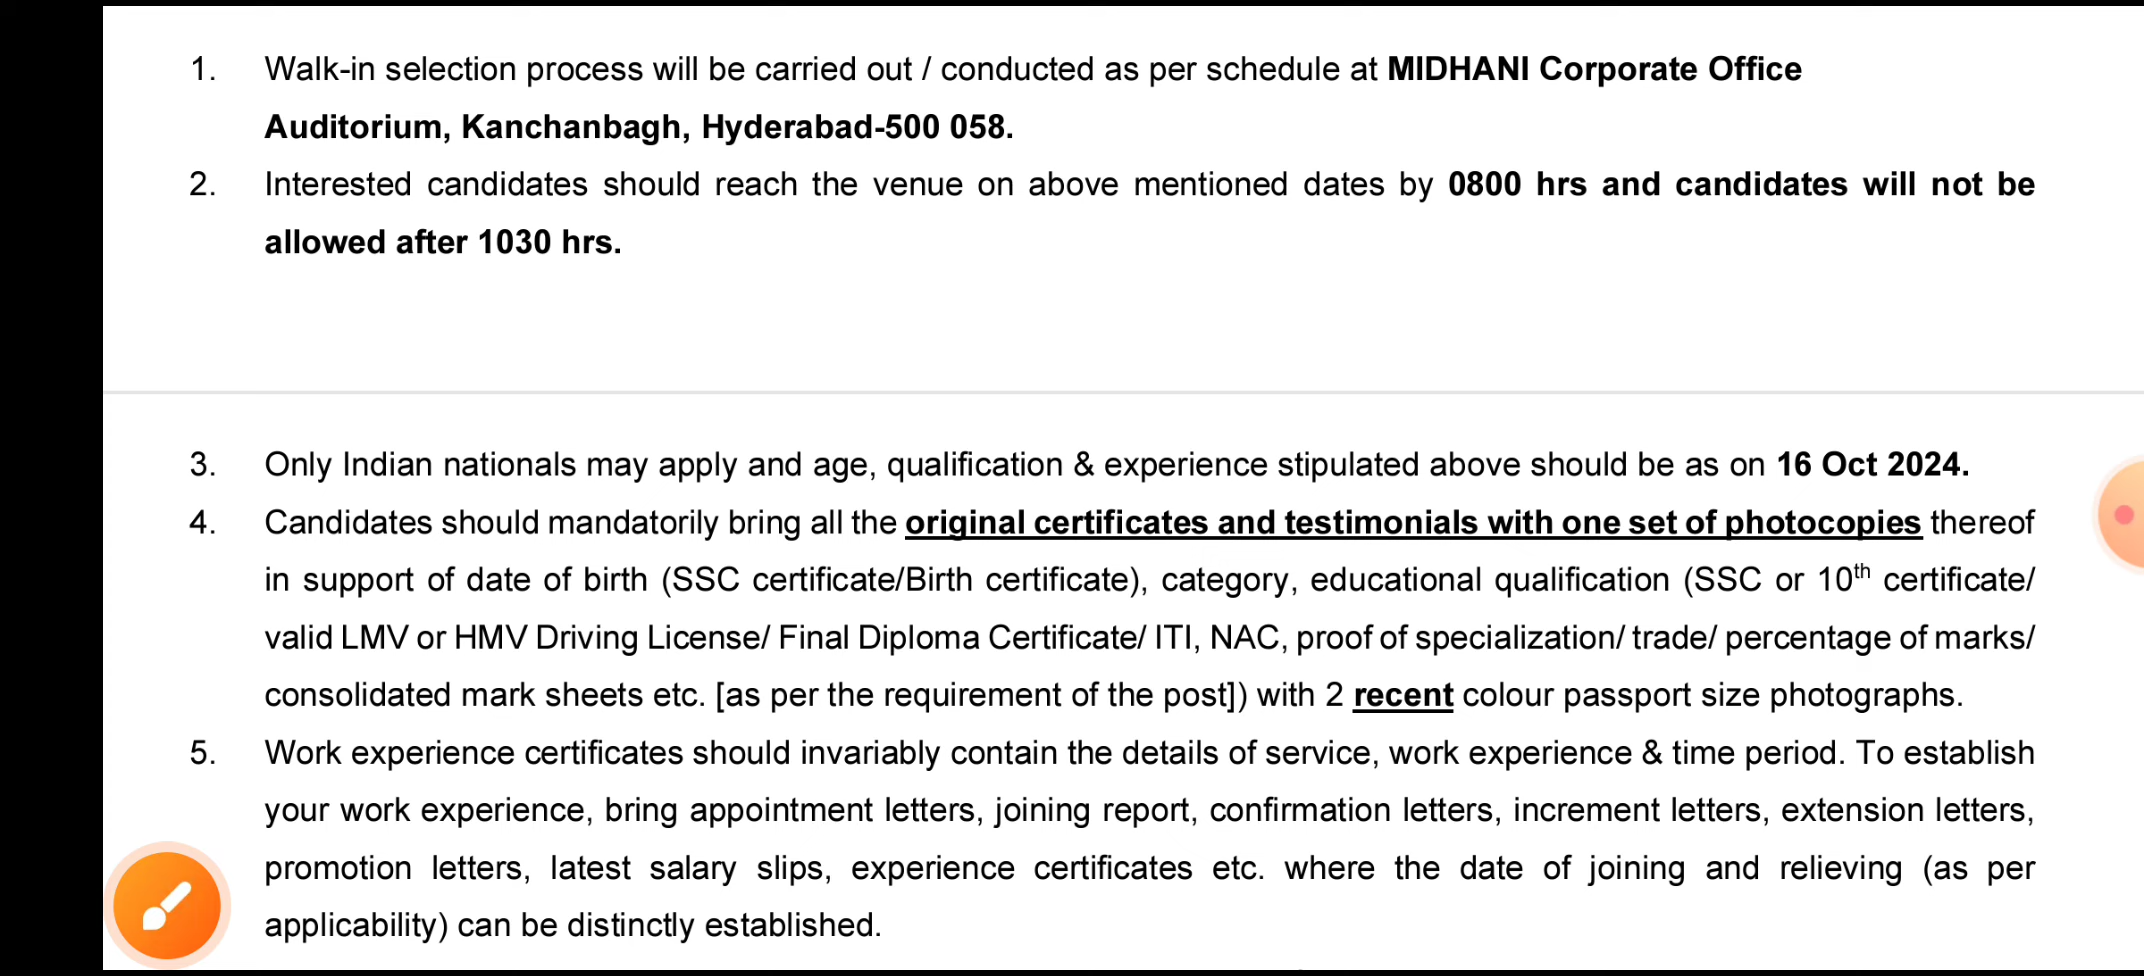 1. Walk-in selection process will be carried out / conducted as per schedule at MIDHANI Corporate Office
Auditorium, Kanchanbagh, Hyderabad-500 058.
2. Interested candidates should reach the venue on above mentioned dates by 0800 hrs and candidates will not be
allowed after 1030 hrs.
3. Only Indian nationals may apply and age, qualification & experience stipulated above should be as on 16 Oct 2024.
4. Candidates should mandatorily bring all the original certificates and testimonials with one set of photocopies thereof
in support of date of birth (SSC certificate/Birth certificate), category, educational qualification (SSC or 10th certificate/
valid LMV or HMV Driving License/ Final Diploma Certificate/ ITI, NAC, proof of specialization/ trade/ percentage of marks/
consolidated mark sheets etc. [as per the requirement of the post]) with 2 recent colour passport size photographs.
5. Work experience certificates should invariably contain the details of service, work experience & time period. To establish
your work experience, bring appointment letters, joining report, confirmation letters, increment letters, extension letters,
promotion letters, latest salary slips, experience certificates etc. where the date of joining and relieving (as per
applicability) can be distinctly established.